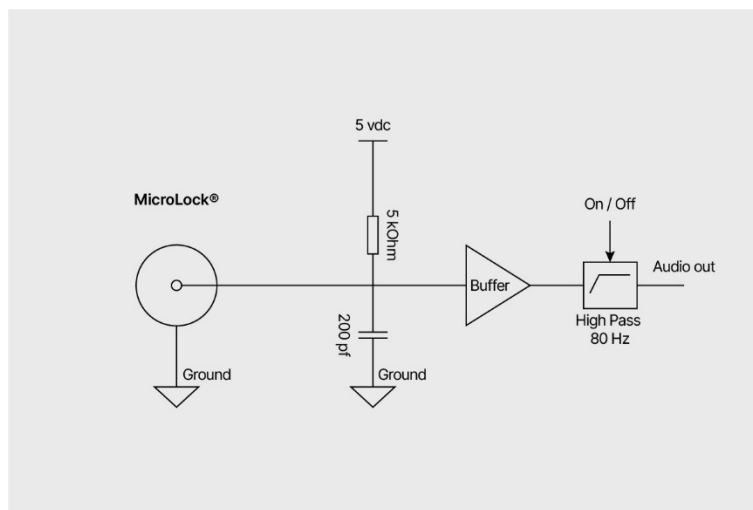 5 vdc
MicroLock®
5 kOhm
On / Off
Audio out
Buffer
High Pass
80 Hz
200 pf
Ground
Ground